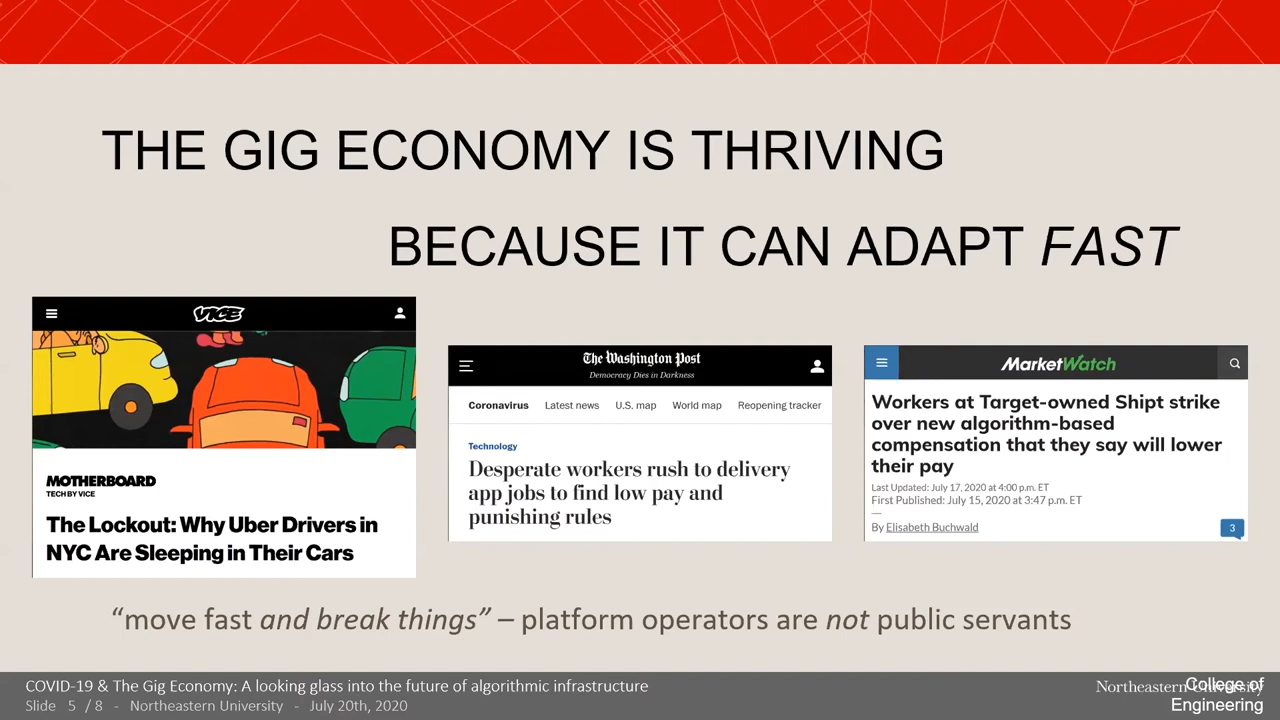 THE GIG ECONOMY IS THRIVING
BECAUSE IT CAN ADAPT FAST
VICE
MOTHERBOARD
TECH BY VICE
The Lockout: Why Uber Drivers in
NYC Are Sleeping in Their Cars
The Washington Post
Democracy Dies in Darkness
Coronavirus Latest news U.S. map World map Reopening tracker
Technology
Desperate workers rush to delivery
app jobs to find low pay and
punishing rules
MarketWatch
Workers at Target-owned Shipt strike
over new algorithm-based
compensation that they say will lower
their pay
Last Updated: July 17, 2020 at 4:00 p.m. ET
First Published: July 15, 2020 at 3:47 p.m. ET
By Elisabeth Buchwald
3
“move fast and break things” – platform operators are not public servants
COVID-19 & The Gig Economy: A looking glass into the future of algorithmic infrastructure
Slide 5 / 8 - Northeastern University - July 20th, 2020
Northeastern University
College of
Engineering